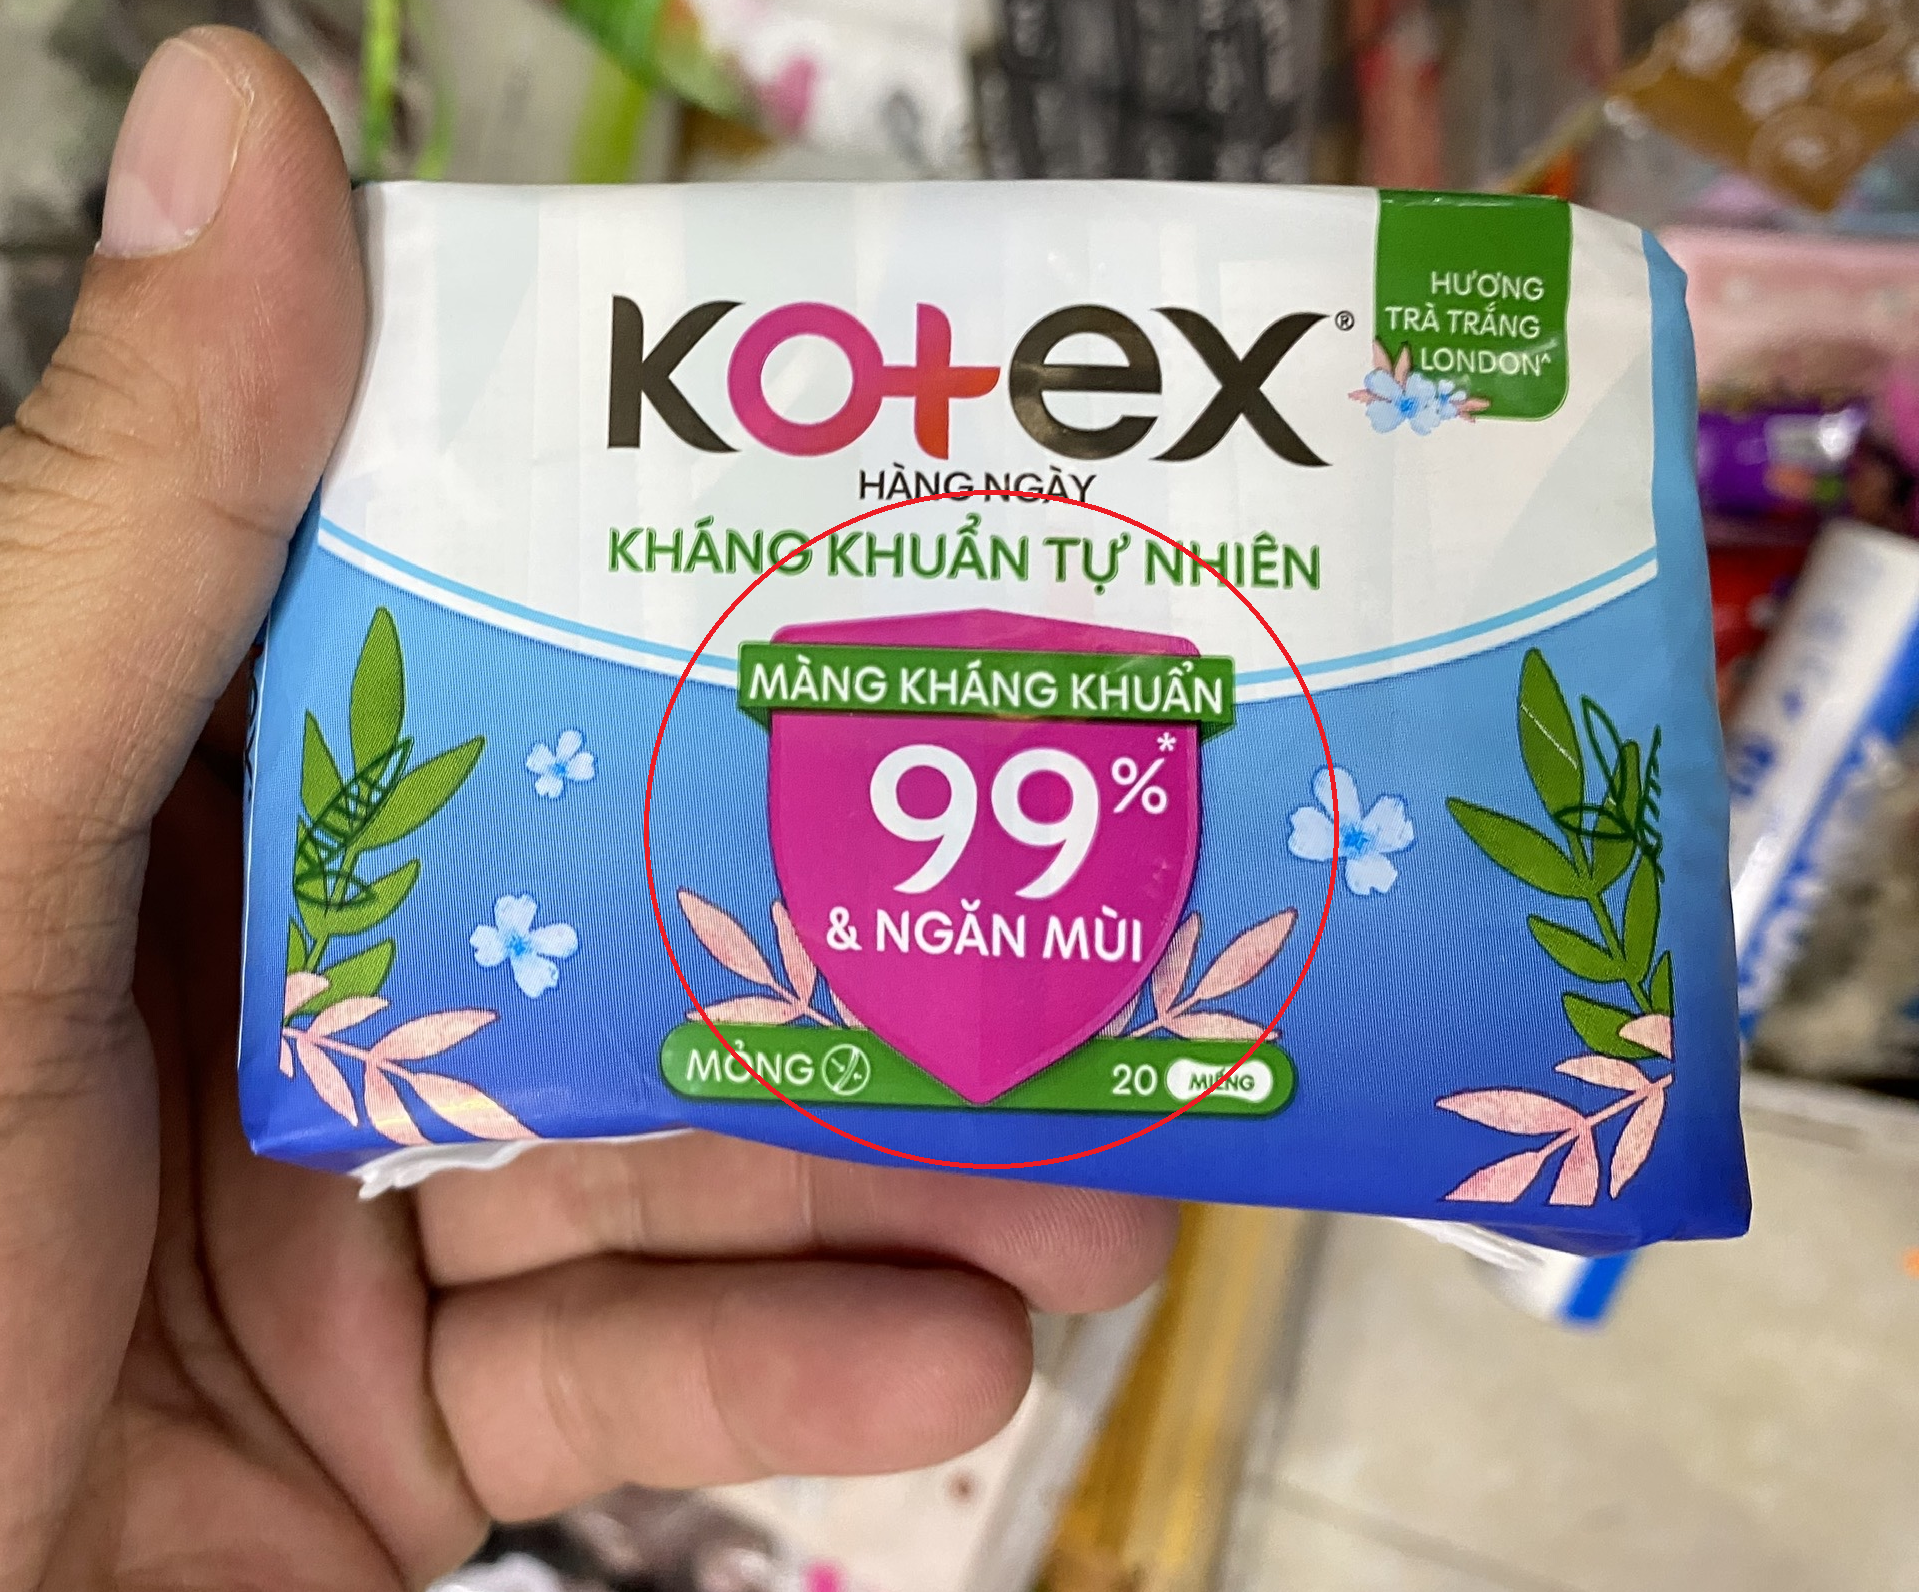 Kotex®
HÀNG NGÀY
HƯƠNG
TRÀ TRẮNG
LONDON^
KHÁNG KHUẨN TỰ NHIÊN
MÀNG KHÁNG KHUẨN
99%*
& NGĂN MÙI
MỎNG
20 MIẾNG